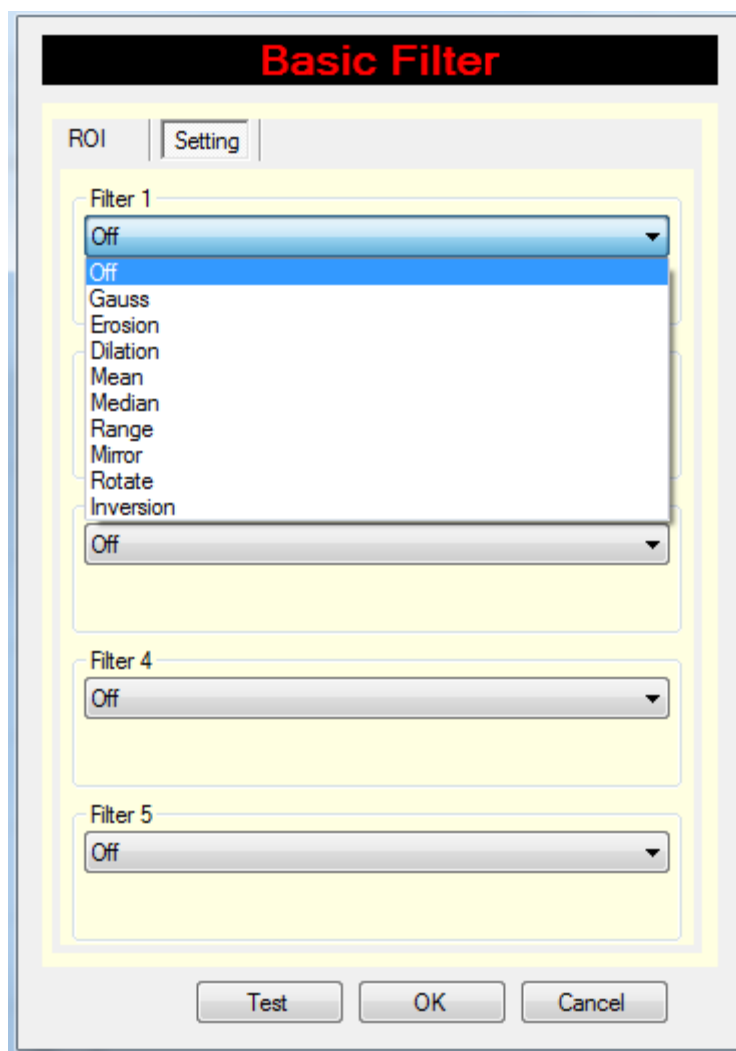 Basic Filter
ROI Setting
Filter 1
Off
Off
Gauss
Erosion
Dilation
Mean
Median
Range
Mirror
Rotate
Inversion
Off
Filter 4
Off
Filter 5
Off
Test OK Cancel